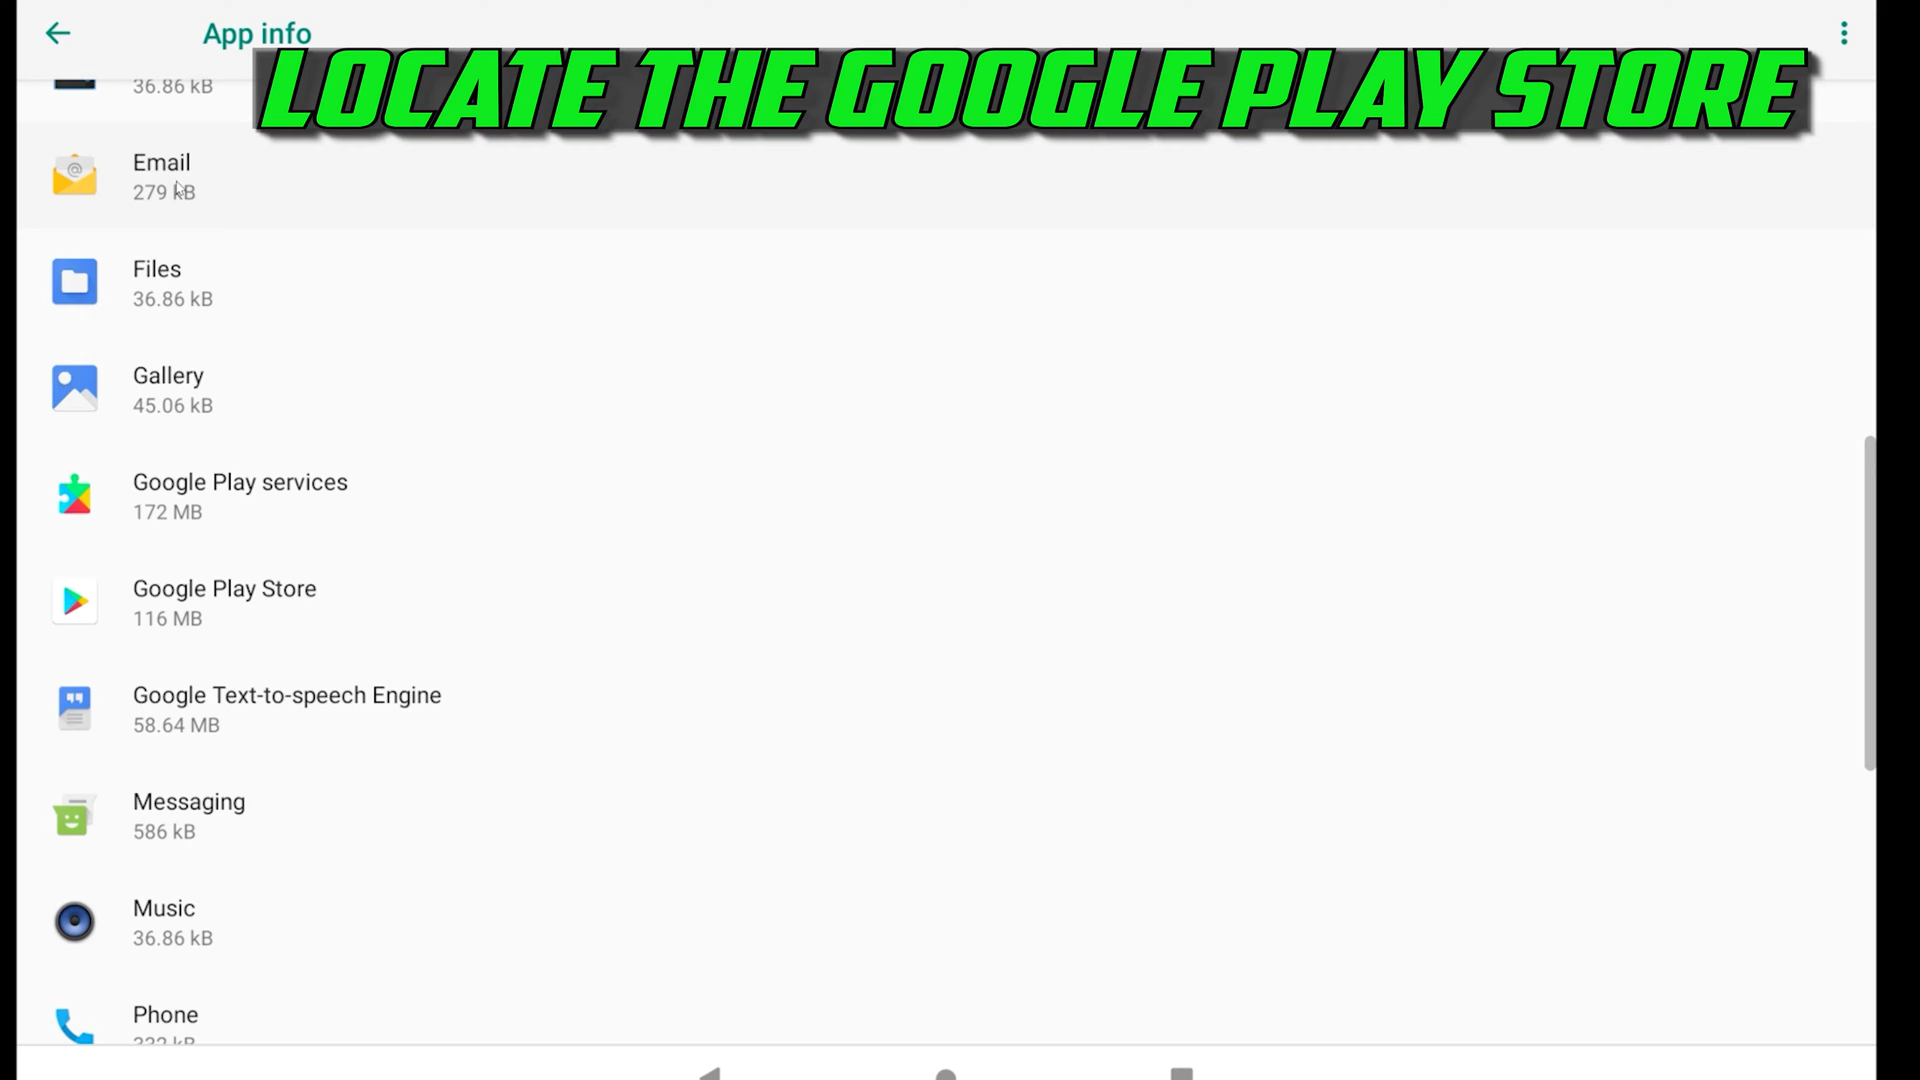 App info
LOCATE THE GOOGLE PLAY STORE
36.86 kB
Email
279 kB
Files
36.86 kB
Gallery
45.06 kB
Google Play services
172 MB
Google Play Store
116 MB
Google Text-to-speech Engine
58.64 MB
Messaging
586 kB
Music
36.86 kB
Phone
332 kB